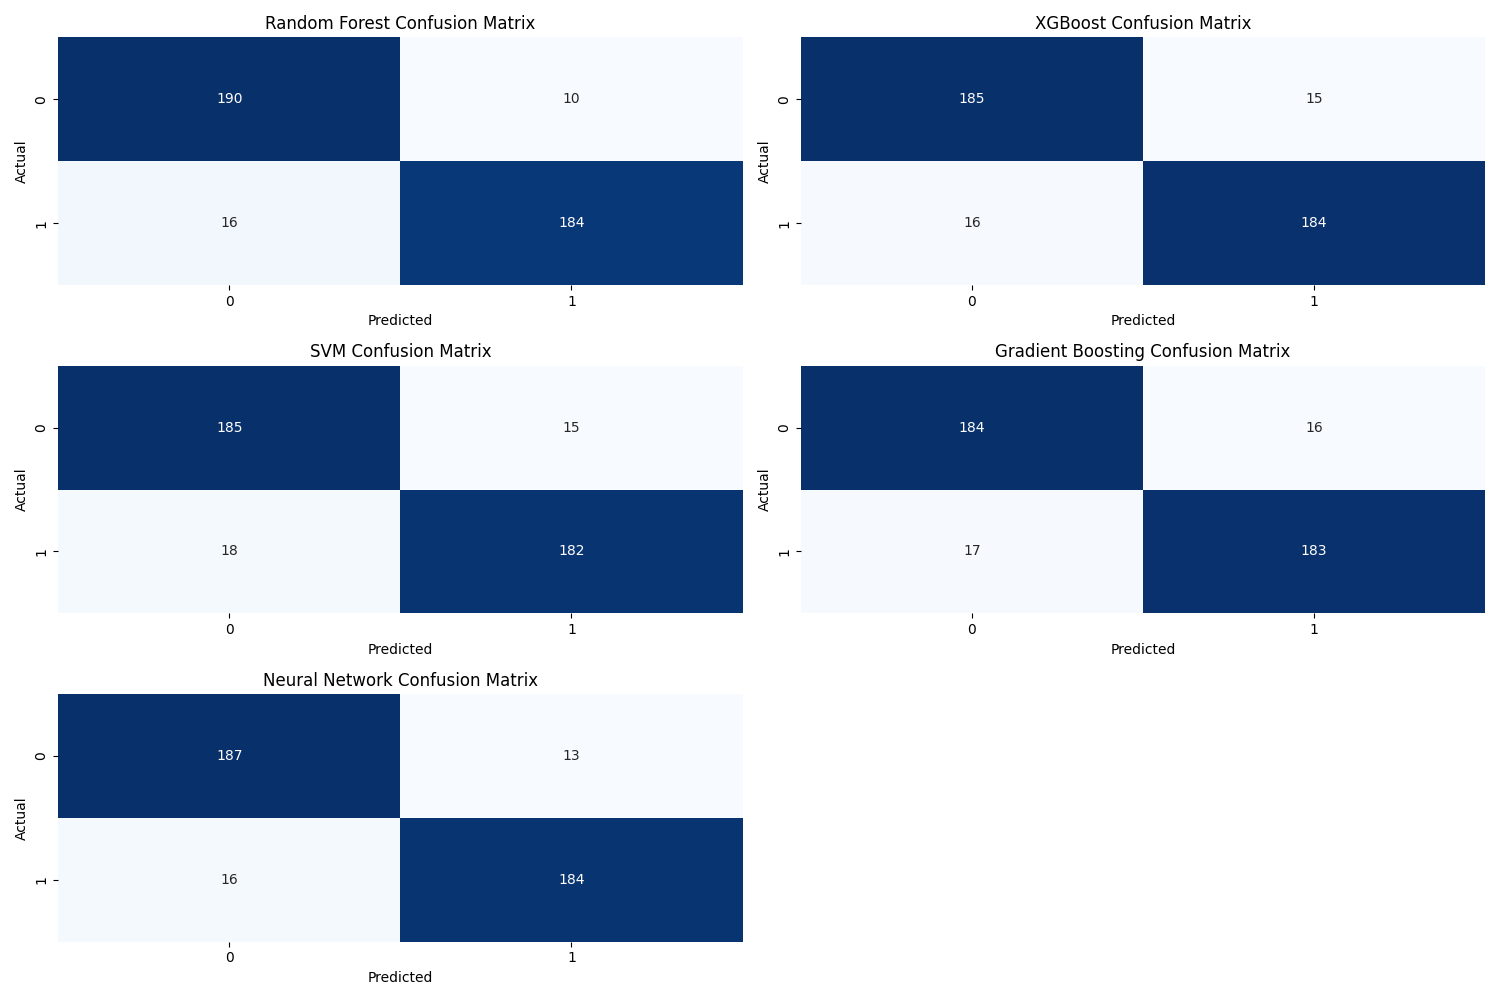 Random Forest Confusion Matrix
0
190
10
Actual
1
16
184
0
1
Predicted
XGBoost Confusion Matrix
0
185
15
Actual
1
16
184
0
1
Predicted
SVM Confusion Matrix
0
185
15
Actual
1
18
182
0
1
Predicted
Gradient Boosting Confusion Matrix
0
184
16
Actual
1
17
183
0
1
Predicted
Neural Network Confusion Matrix
0
187
13
Actual
1
16
184
0
1
Predicted